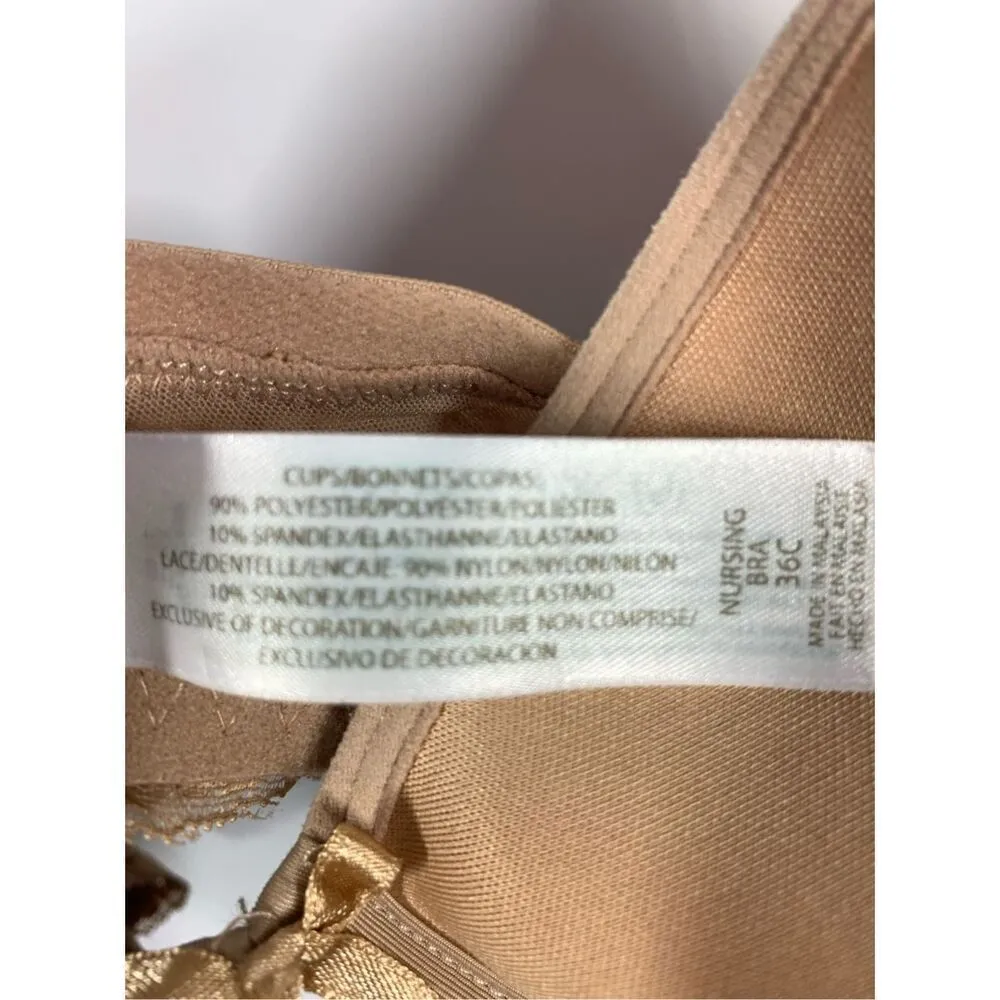 CUPS/BONNETS/COPAS:
90% POLYESTER/POLYESTER/POLIESTER
10% SPANDEX/ELASTHANNE/ELASTANO
LACE/DENTELLE/ENCAJE: 90% NYLON/NYLON/NILON
10% SPANDEX/ELASTHANNE/ELASTANO
EXCLUSIVE OF DECORATION/GARNITURE NON COMPRISE/
EXCLUSIVO DE DECORACION
NURSING
BRA
36C
MADE IN MALAYSIA
FAIT EN MALAISIE
HECHO EN MALASIA